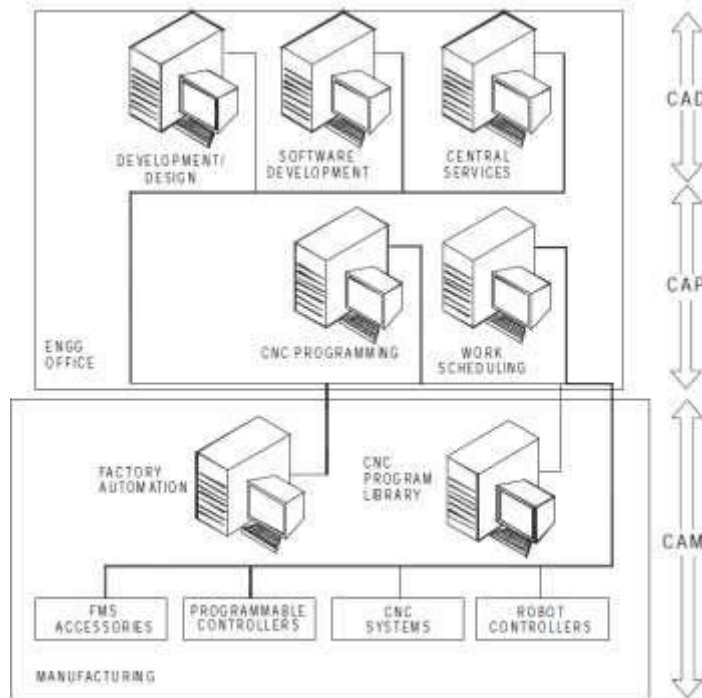 DEVELOPMENT/
DESIGN
SOFTWARE
DEVELOPMENT
CENTRAL
SERVICES
CAD
CNC PROGRAMMING
WORK
SCHEDULING
CAP
ENGG
OFFICE
FACTORY
AUTOMATION
CNC
PROGRAM
LIBRARY
CAM
FMS
ACCESSORIES
PROGRAMMABLE
CONTROLLERS
CNC
SYSTEMS
ROBOT
CONTROLLERS
MANUFACTURING